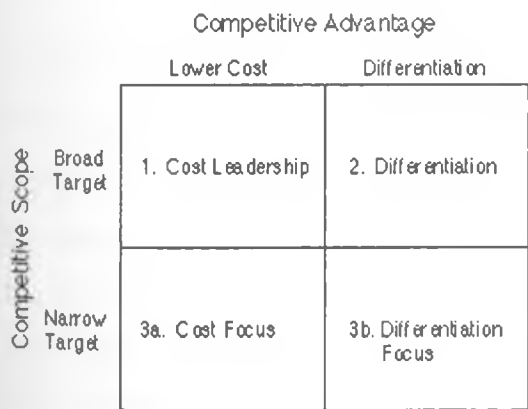 Competitive Advantage
Lower Cost Differentiation
Competitive Scope
Broad
Target
1. Cost Leadership
2. Differentiation
Narrow
Target
3a.. Cost Focus
3b. Differentiation
Focus